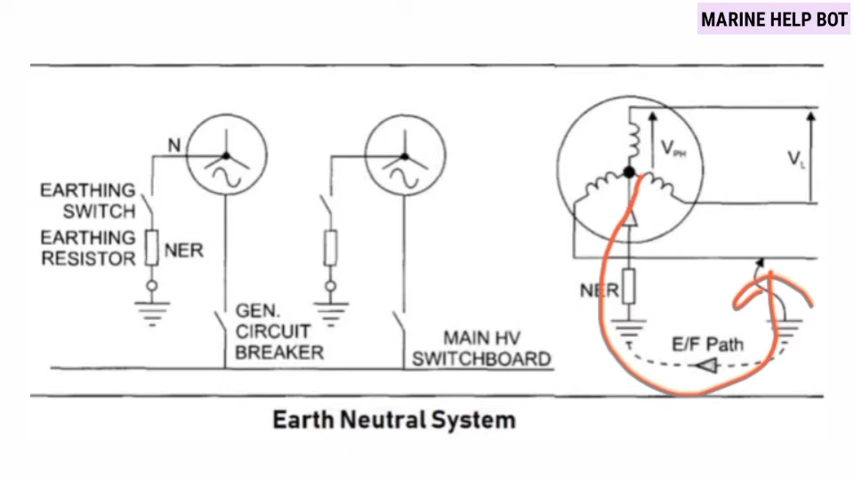 MARINE HELP BOT
N
EARTHING
SWITCH
EARTHING
RESISTOR
NER
GEN.
CIRCUIT
BREAKER
MAIN HV
SWITCHBOARD
VPH
VL
NER
E/F Path
Earth Neutral System